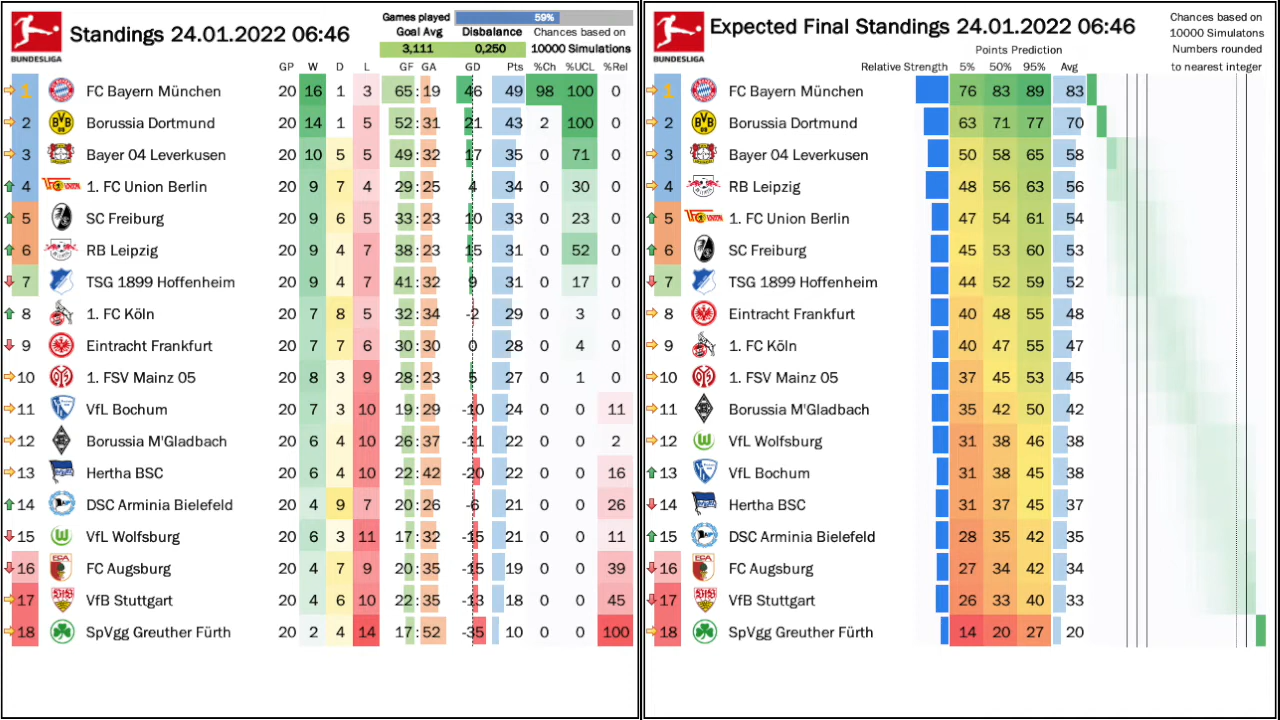 Games played 59%
Standings 24.01.2022 06:46
Goal Avg Disbalance Chances based on
3,111 0,250 10000 Simulations
BUNDESLIGA
GP W D L GF GA GD Pts %Ch %UCL %Rel
1 FC Bayern München 20 16 1 3 65 : 19 46 49 98 100 0
2 Borussia Dortmund 20 14 1 5 52 : 31 21 43 2 100 0
3 Bayer 04 Leverkusen 20 10 5 5 49 : 32 17 35 0 71 0
4 1. FC Union Berlin 20 9 7 4 29 : 25 4 34 0 30 0
5 SC Freiburg 20 9 6 5 33 : 23 10 33 0 23 0
6 RB Leipzig 20 9 4 7 38 : 23 15 31 0 52 0
7 TSG 1899 Hoffenheim 20 9 4 7 41 : 32 9 31 0 17 0
8 1. FC Köln 20 7 8 5 32 : 34 -2 29 0 3 0
9 Eintracht Frankfurt 20 7 7 6 30 : 30 0 28 0 4 0
10 1. FSV Mainz 05 20 8 3 9 28 : 23 5 27 0 1 0
11 VfL Bochum 20 7 3 10 19 : 29 -10 24 0 0 11
12 Borussia M'Gladbach 20 6 4 10 26 : 37 -11 22 0 0 2
13 Hertha BSC 20 6 4 10 22 : 42 -20 22 0 0 16
14 DSC Arminia Bielefeld 20 4 9 7 20 : 26 -6 21 0 0 26
15 VfL Wolfsburg 20 6 3 11 17 : 32 -15 21 0 0 11
16 FC Augsburg 20 4 7 9 20 : 35 -15 19 0 0 39
17 VfB Stuttgart 20 4 6 10 22 : 35 -13 18 0 0 45
18 SpVgg Greuther Fürth 20 2 4 14 17 : 52 -35 10 0 0 100
Expected Final Standings 24.01.2022 06:46
Chances based on
10000 Simulatons
Numbers rounded
to nearest integer
BUNDESLIGA
Points Prediction
Relative Strength 5% 50% 95% Avg
1 FC Bayern München 76 83 89 83
2 Borussia Dortmund 63 71 77 70
3 Bayer 04 Leverkusen 50 58 65 58
4 RB Leipzig 48 56 63 56
5 1. FC Union Berlin 47 54 61 54
6 SC Freiburg 45 53 60 53
7 TSG 1899 Hoffenheim 44 52 59 52
8 Eintracht Frankfurt 40 48 55 48
9 1. FC Köln 40 47 55 47
10 1. FSV Mainz 05 37 45 53 45
11 Borussia M'Gladbach 35 42 50 42
12 VfL Wolfsburg 31 38 46 38
13 VfL Bochum 31 38 45 38
14 Hertha BSC 31 37 45 37
15 DSC Arminia Bielefeld 28 35 42 35
16 FC Augsburg 27 34 42 34
17 VfB Stuttgart 26 33 40 33
18 SpVgg Greuther Fürth 14 20 27 20